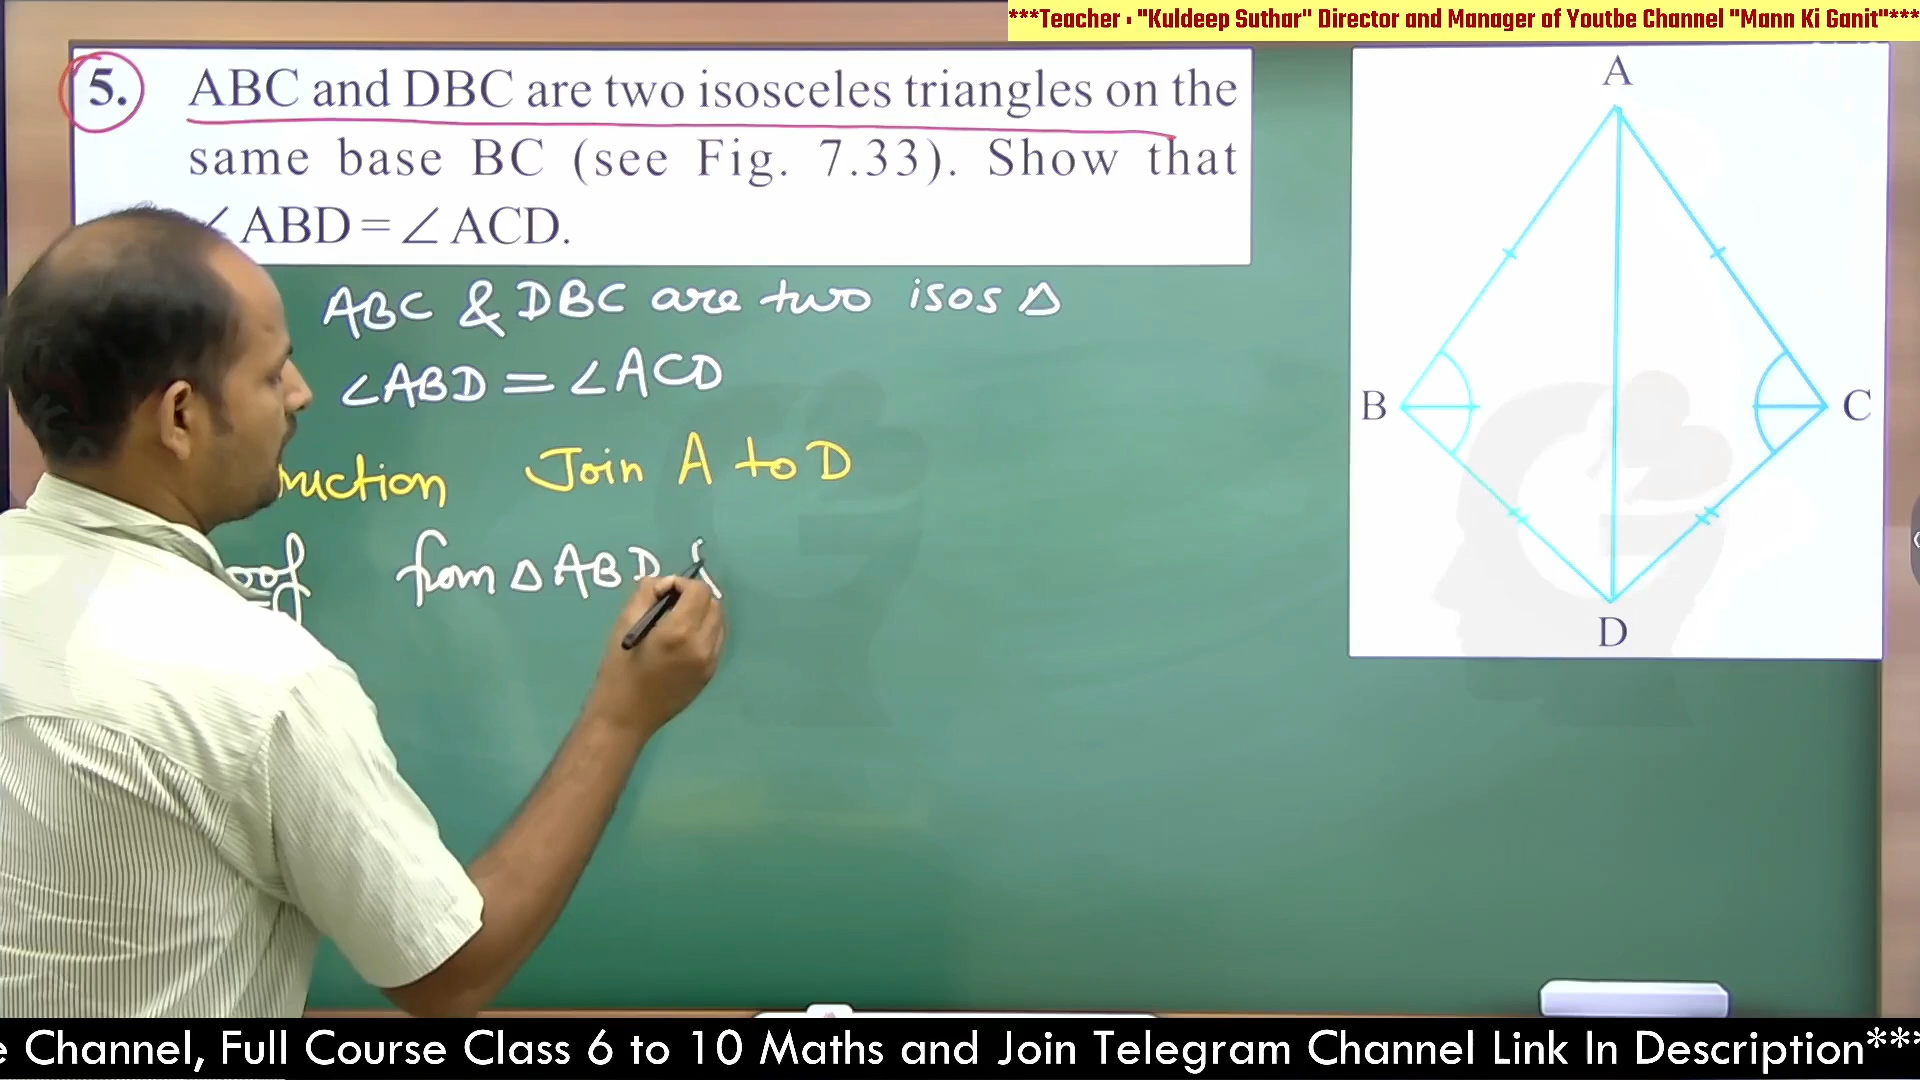 ***Teacher : "Kuldeep Suthar" Director and Manager of Youtbe Channel "Mann Ki Ganit"***
5. ABC and DBC are two isosceles triangles on the
same base BC (see Fig. 7.33). Show that
∠ABD = ∠ACD.
ABC & DBC are two isos Δ
∠ABD = ∠ACD
ruction Join A to D
oof from Δ ABD
A
B
C
D
e Channel, Full Course Class 6 to 10 Maths and Join Telegram Channel Link In Description***